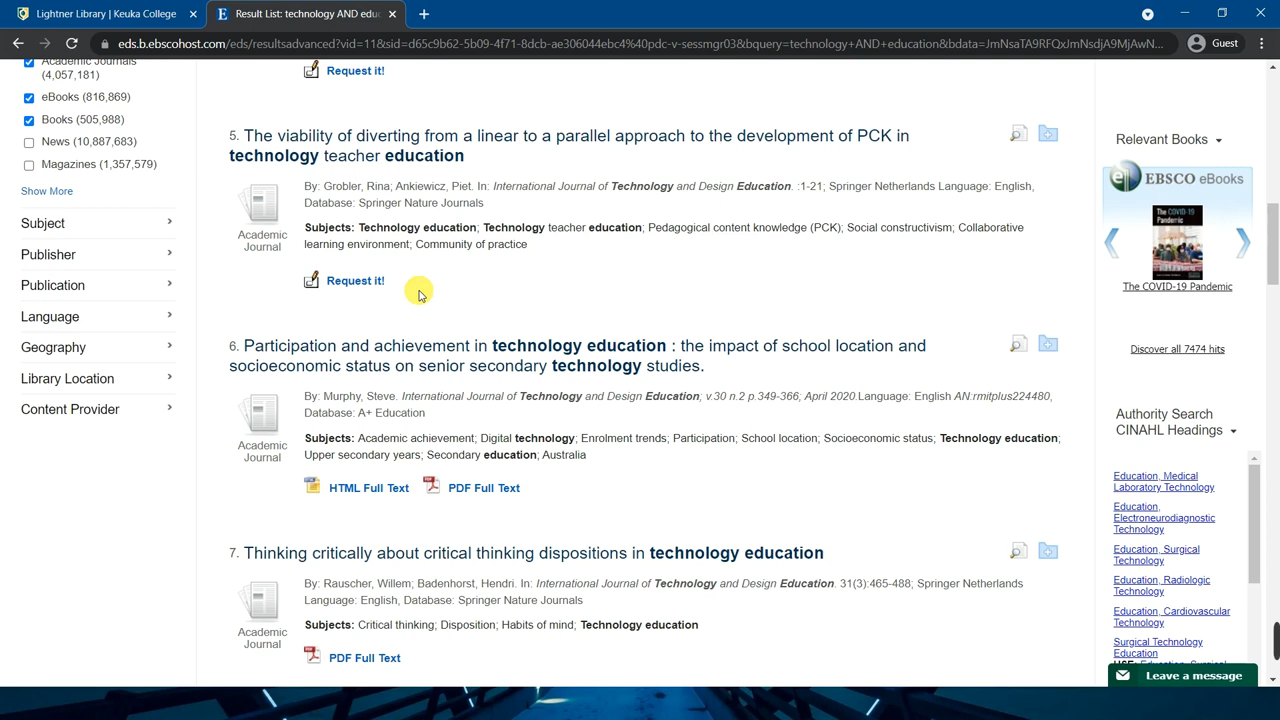 Lightner Library | Keuka College
Result List: technology AND educ
eds.b.ebscohost.com/eds/resultsadvanced?vid=11&sid=d65c9b62-5b09-4f71-8dcb-ae306044ebc4%40pdc-v-sessmgr03&bquery=technology+AND+education&bdata=JmNsaTA9RFQxJmNsdjA9MjAwN...
Guest
Academic Journals
(4,057,181)
eBooks (816,869)
Books (505,988)
News (10,887,683)
Magazines (1,357,579)
Show More
Subject
Publisher
Publication
Language
Geography
Library Location
Content Provider
Request it!
5. The viability of diverting from a linear to a parallel approach to the development of PCK in
technology teacher education
Academic
Journal
By: Grobler, Rina; Ankiewicz, Piet. In: International Journal of Technology and Design Education. :1-21; Springer Netherlands Language: English,
Database: Springer Nature Journals
Subjects: Technology education; Technology teacher education; Pedagogical content knowledge (PCK); Social constructivism; Collaborative
learning environment; Community of practice
Request it!
6. Participation and achievement in technology education : the impact of school location and
socioeconomic status on senior secondary technology studies.
Academic
Journal
By: Murphy, Steve. International Journal of Technology and Design Education; v.30 n.2 p.349-366; April 2020.Language: English AN:rmitplus224480,
Database: A+ Education
Subjects: Academic achievement; Digital technology; Enrolment trends; Participation; School location; Socioeconomic status; Technology education;
Upper secondary years; Secondary education; Australia
HTML Full Text PDF Full Text
7. Thinking critically about critical thinking dispositions in technology education
Academic
Journal
By: Rauscher, Willem; Badenhorst, Hendri. In: International Journal of Technology and Design Education. 31(3):465-488; Springer Netherlands
Language: English, Database: Springer Nature Journals
Subjects: Critical thinking; Disposition; Habits of mind; Technology education
PDF Full Text
Relevant Books
EBSCO eBooks
The COVID-19
Pandemic
The COVID-19 Pandemic
Discover all 7474 hits
Authority Search
CINAHL Headings
Education, Medical
Laboratory Technology
Education,
Electroneurodiagnostic
Technology
Education, Surgical
Technology
Education, Radiologic
Technology
Education, Cardiovascular
Technology
Surgical Technology
Education
Leave a message